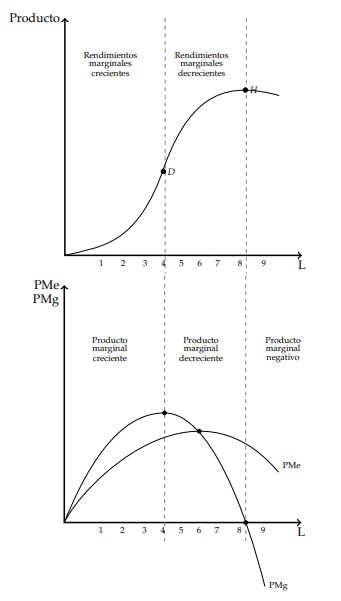 Producto
Rendimientos
marginales
crecientes
Rendimientos
marginales
decrecientes
H
D
1 2 3 4 5 6 7 8 9
L
PMe
PMg
Producto
marginal
creciente
Producto
marginal
decreciente
Producto
marginal
negativo
PMe
1 2 3 4 5 6 7 8 9
L
PMg